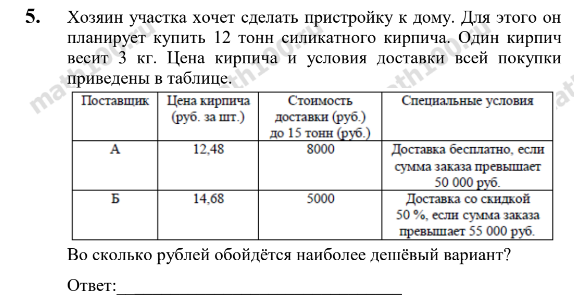 5. Хозяин участка хочет сделать пристройку к дому. Для этого он
планирует купить 12 тонн силикатного кирпича. Один кирпич
весит 3 кг. Цена кирпича и условия доставки всей покупки
приведены в таблице.
Поставщик Цена кирпича Стоимость Специальные условия
(руб. за шт.) доставки (руб.)
до 15 тонн (руб.)
А 12,48 8000 Доставка бесплатно, если
сумма заказа превышает
50 000 руб.
Б 14,68 5000 Доставка со скидкой
50 %, если сумма заказа
превышает 55 000 руб.
Во сколько рублей обойдётся наиболее дешёвый вариант?
Ответ: